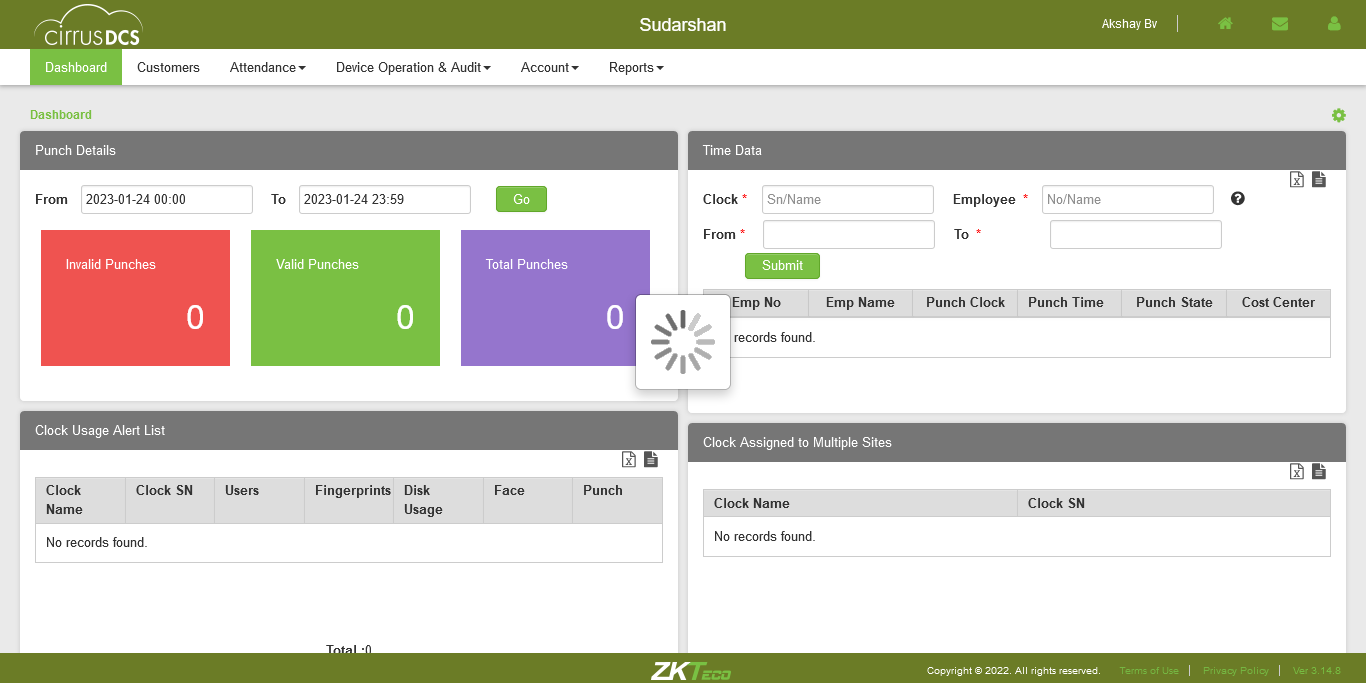 cirrusDCS
Sudarshan
Akshay Bv
Dashboard Customers Attendance Device Operation & Audit Account Reports
Dashboard
Punch Details
From 2023-01-24 00:00 To 2023-01-24 23:59 Go
Invalid Punches Valid Punches Total Punches
0 0 0
Time Data
Clock * Sn/Name Employee * No/Name
From * To *
Submit
Emp No Emp Name Punch Clock Punch Time Punch State Cost Center
records found.
Clock Usage Alert List
Clock Name Clock SN Users Fingerprints Disk Usage Face Punch
No records found.
Total :0
Clock Assigned to Multiple Sites
Clock Name Clock SN
No records found.
ZKTeco
Copyright © 2022. All rights reserved. Terms of Use Privacy Policy Ver 3.14.8